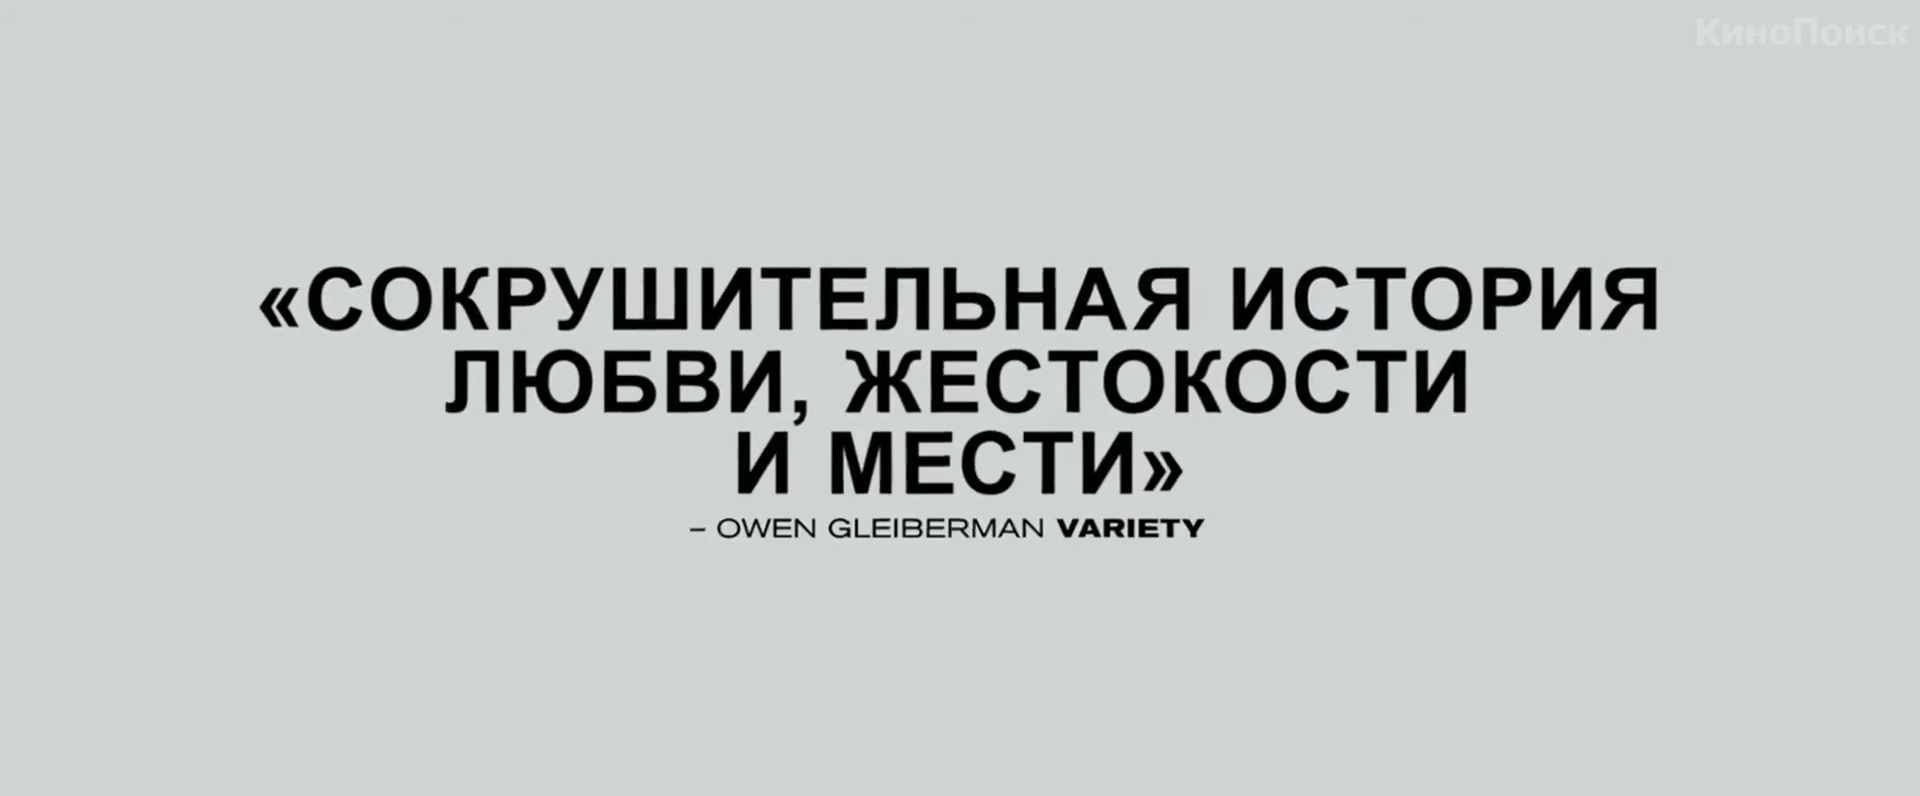 КиноПоиск
«СОКРУШИТЕЛЬНАЯ ИСТОРИЯ
ЛЮБВИ, ЖЕСТОКОСТИ
И МЕСТИ»
– OWEN GLEIBERMAN VARIETY